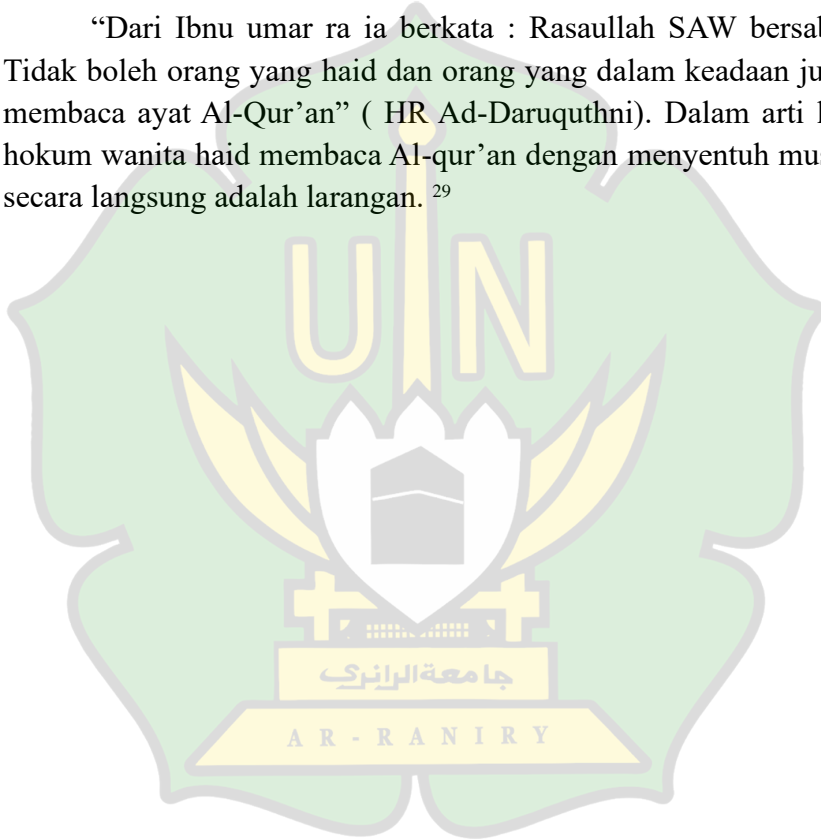 “Dari Ibnu umar ra ia berkata : Rasaullah SAW
Tidak boleh orang yang haid dan orang yang dalam keadaan
membaca ayat Al-Qur’an” ( HR Ad-Daruquthni). Dalam arti
hokum wanita haid membaca Al-qur’an dengan menyentuh
secara langsung adalah larangan. 29
UIN
جامعةالرانري
AR-RANIRY